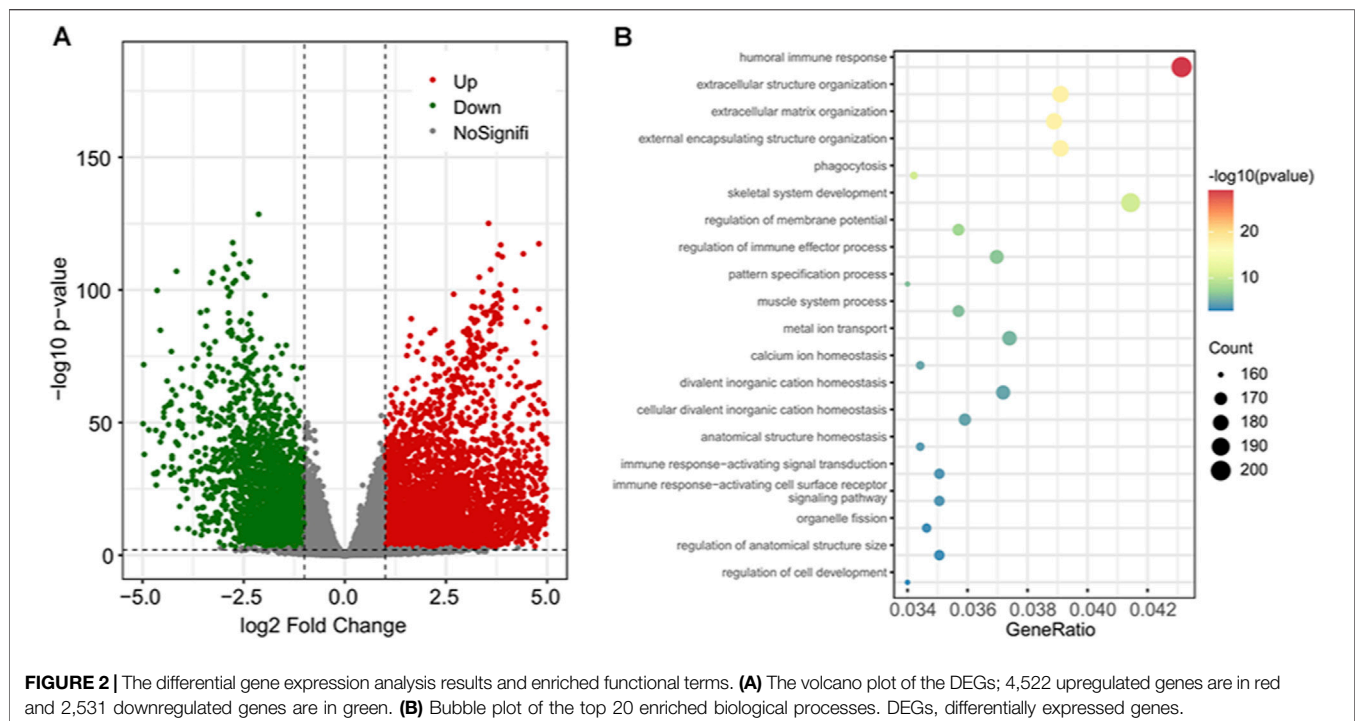 A
Up
Down
NoSignifi
150
100
50
0
−log10 p-value
−5.0 −2.5 0.0 2.5 5.0
log2 Fold Change
B
humoral immune response
extracellular structure organization
extracellular matrix organization
external encapsulating structure organization
phagocytosis
skeletal system development
regulation of membrane potential
regulation of immune effector process
pattern specification process
muscle system process
metal ion transport
calcium ion homeostasis
divalent inorganic cation homeostasis
cellular divalent inorganic cation homeostasis
anatomical structure homeostasis
immune response−activating signal transduction
immune response−activating cell surface receptor
signaling pathway
organelle fission
regulation of anatomical structure size
regulation of cell development
0.034 0.036 0.038 0.040 0.042
GeneRatio
-log10(pvalue)
20
10
Count
160
170
180
190
200
FIGURE 2 | The differential gene expression analysis results and enriched functional terms. (A) The volcano plot of the DEGs; 4,522 upregulated genes are in red
and 2,531 downregulated genes are in green. (B) Bubble plot of the top 20 enriched biological processes. DEGs, differentially expressed genes.